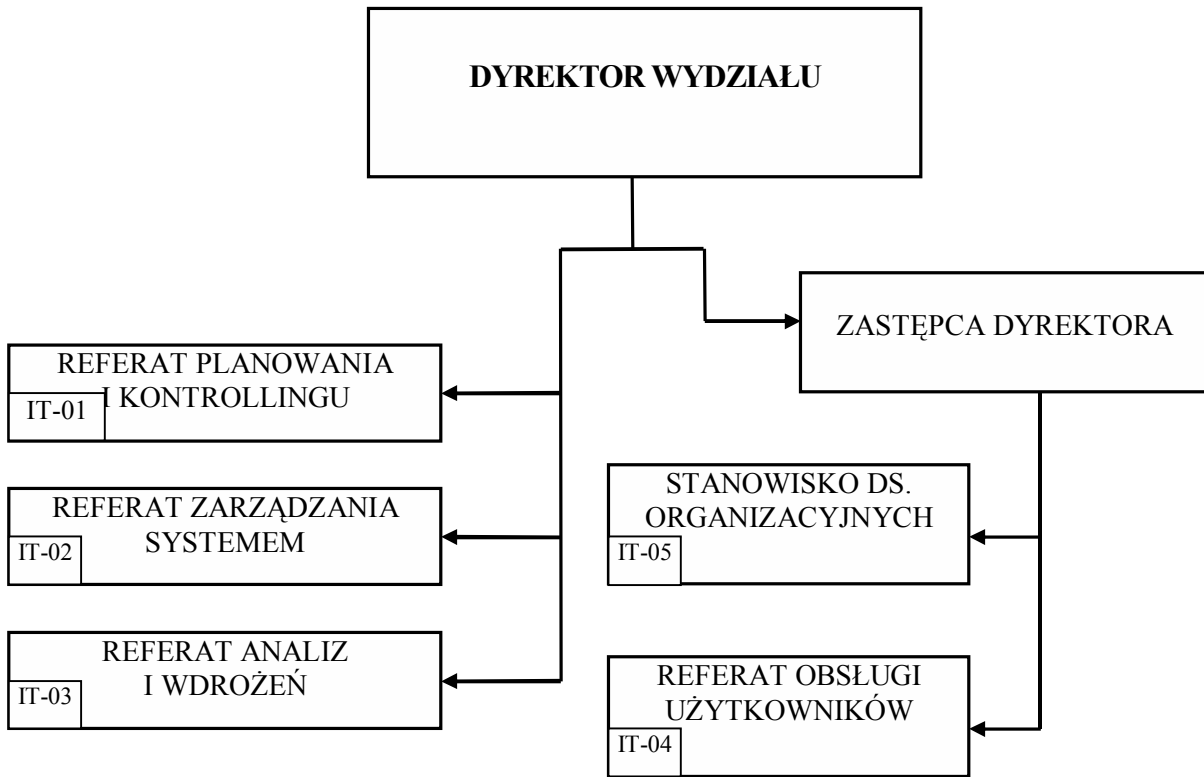 DYREKTOR WYDZIAŁU
ZASTĘPCA DYREKTORA
REFERAT PLANOWANIA
I KONTROLLINGU
IT-01
REFERAT ZARZĄDZANIA
SYSTEMEM
IT-02
REFERAT ANALIZ
I WDROŻEŃ
IT-03
STANOWISKO DS.
ORGANIZACYJNYCH
IT-05
REFERAT OBSŁUGI
UŻYTKOWNIKÓW
IT-04